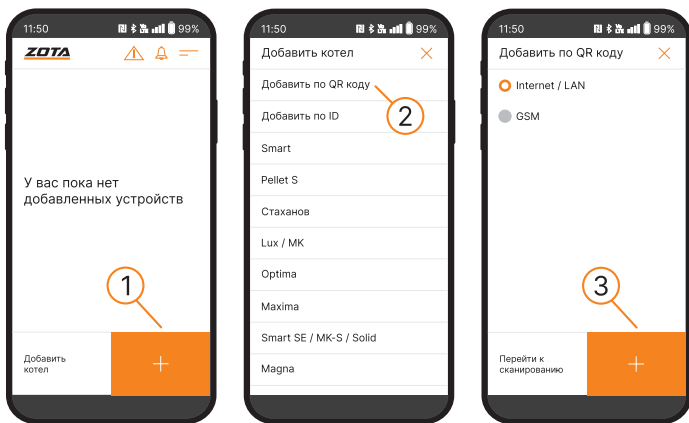 11:50 99%
ZOTA
У вас пока нет
добавленных устройств
1
Добавить
котел
11:50 99%
Добавить котел
Добавить по QR коду
2
Добавить по ID
Smart
Pellet S
Стаханов
Lux / MK
Optima
Maxima
Smart SE / MK-S / Solid
Magna
11:50 99%
Добавить по QR коду
Internet / LAN
GSM
3
Перейти к
сканированию